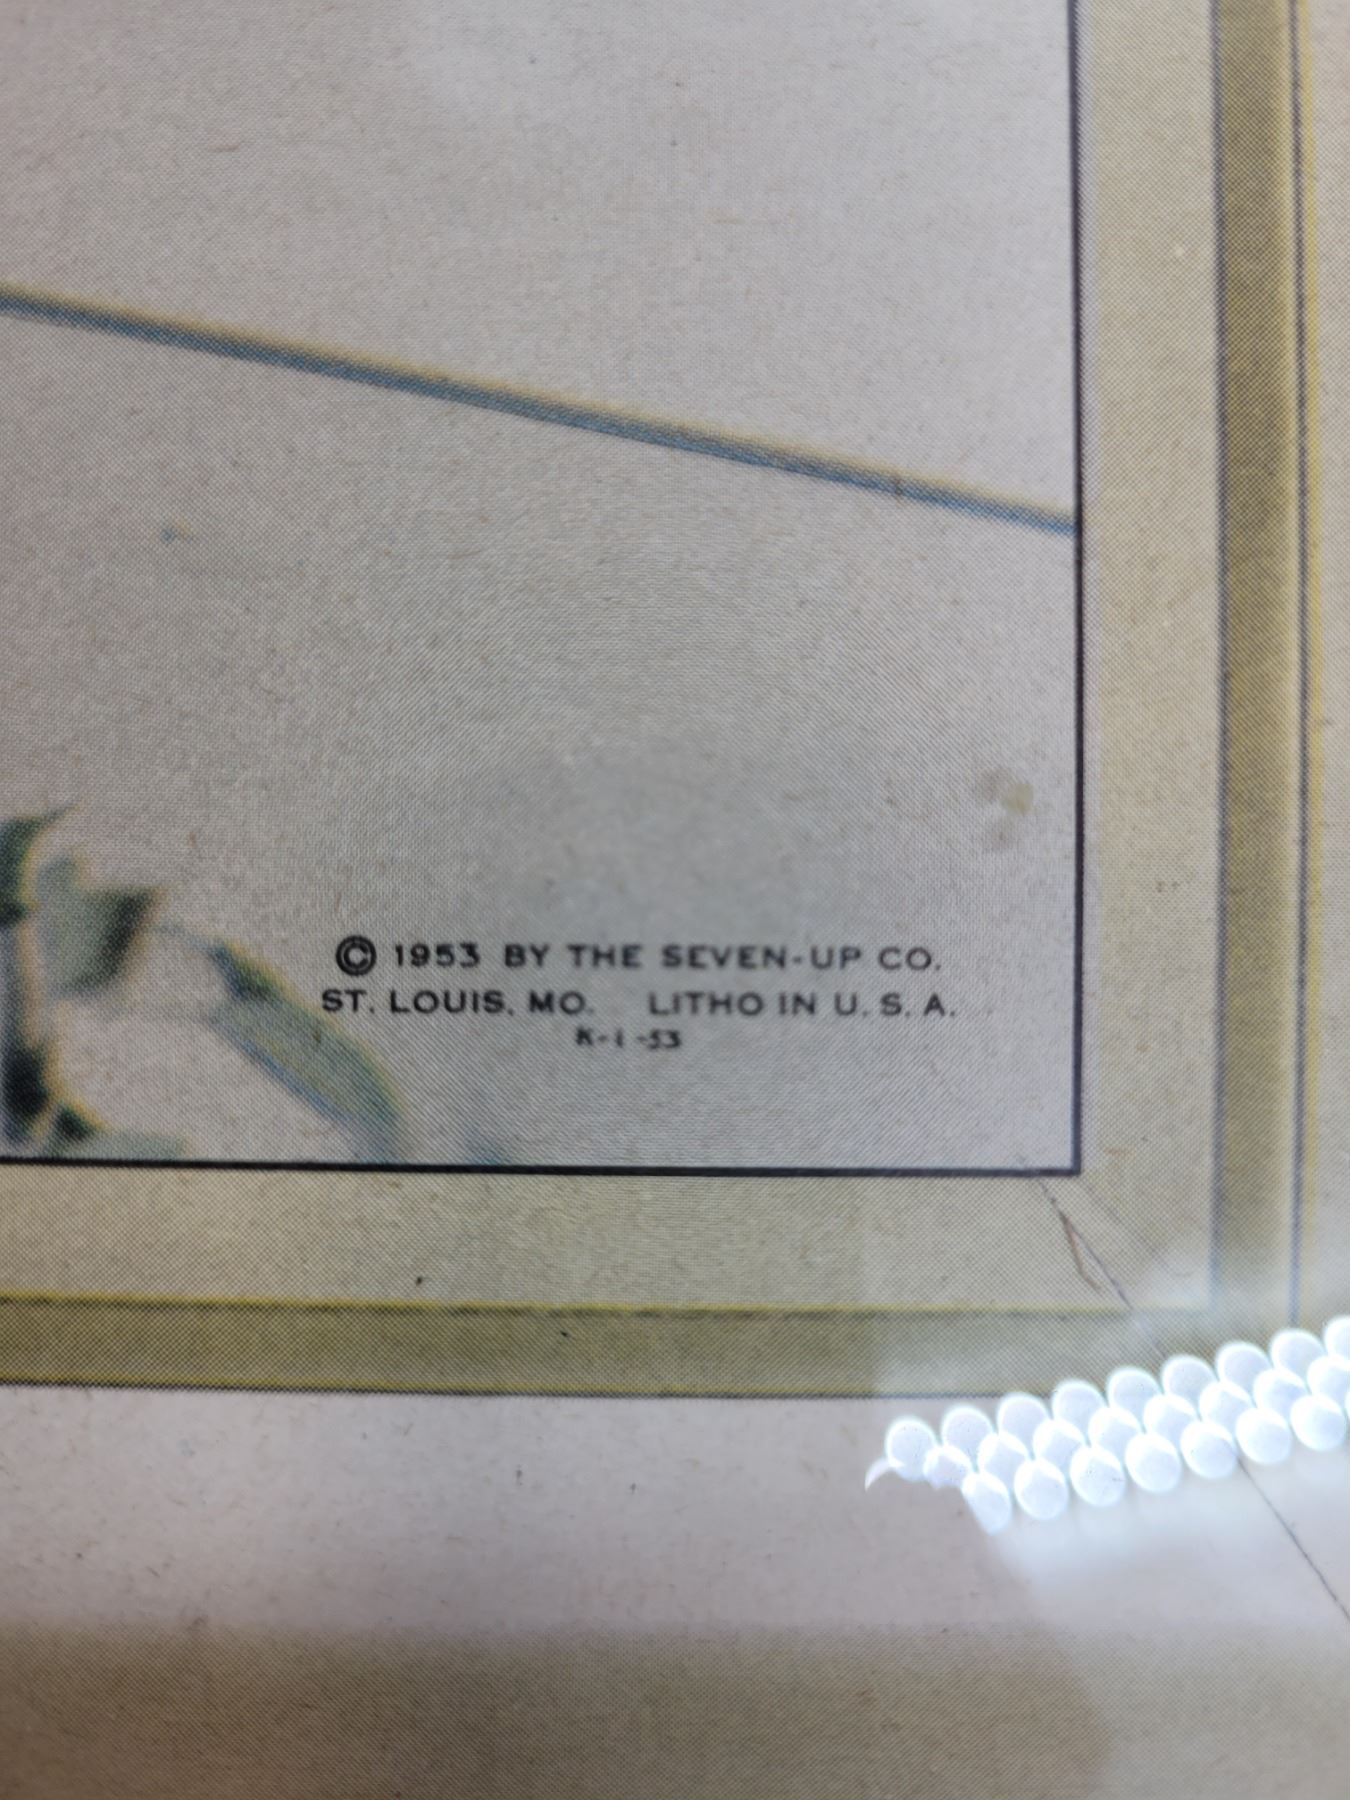 © 1953 BY THE SEVEN-UP CO.
ST. LOUIS, MO. LITHO IN U. S. A.
K-1-53